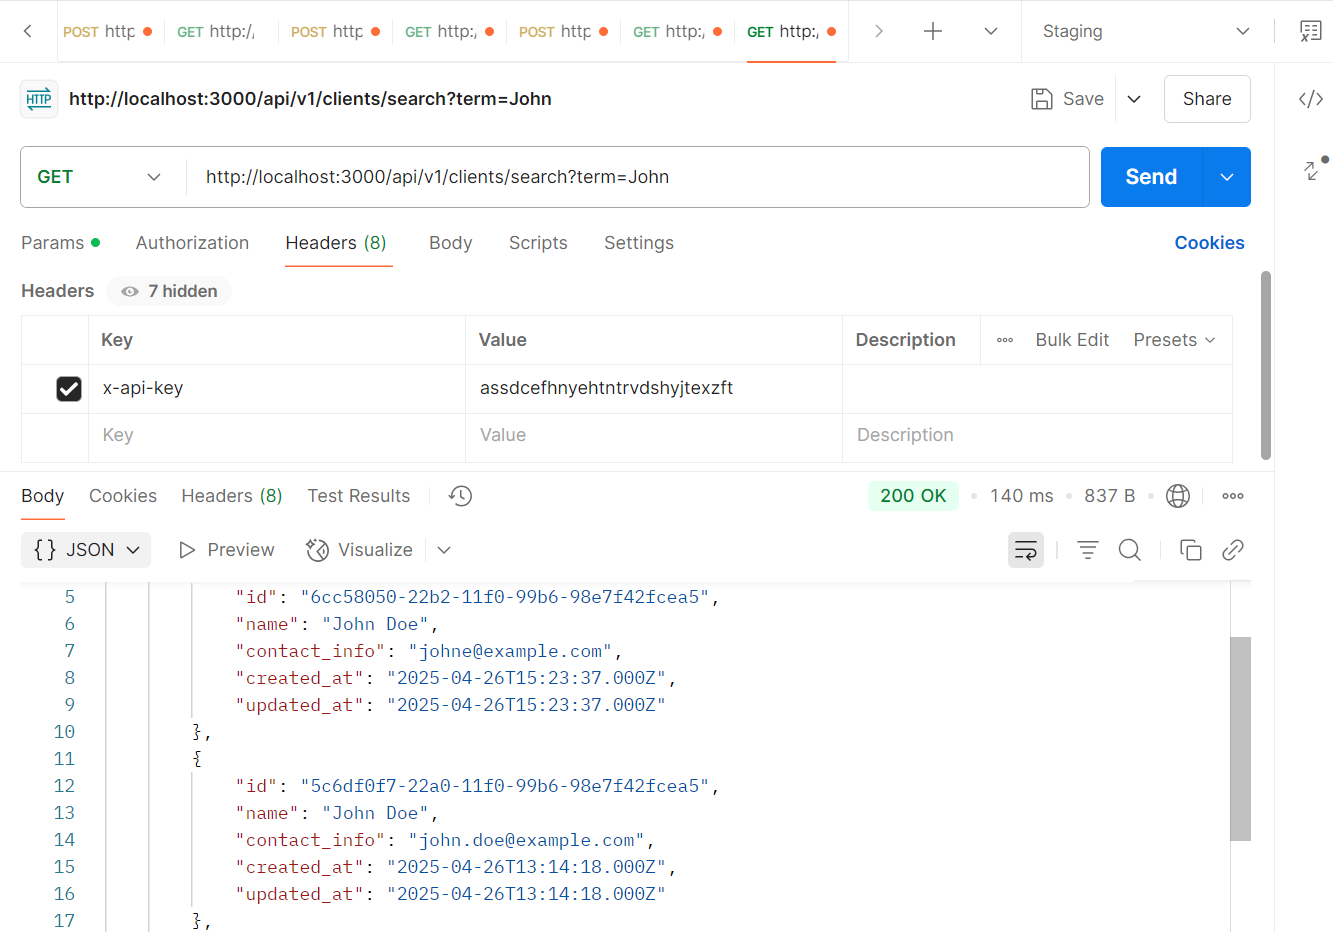 POST http GET http:/ POST http GET http: POST http GET http: GET http: Staging
HTTP http://localhost:3000/api/v1/clients/search?term=John Save Share
GET http://localhost:3000/api/v1/clients/search?term=John Send
Params Authorization Headers (8) Body Scripts Settings Cookies
Headers 7 hidden
Key Value Description Bulk Edit Presets
x-api-key assdcefhnyehtntrvdshyjtexzft
Key Value Description
Body Cookies Headers (8) Test Results 200 OK 140 ms 837 B
{} JSON Preview Visualize
5 "id": "6cc58050-22b2-11f0-99b6-98e7f42fcea5",
6 "name": "John Doe",
7 "contact_info": "johne@example.com",
8 "created_at": "2025-04-26T15:23:37.000Z",
9 "updated_at": "2025-04-26T15:23:37.000Z"
10 },
11 {
12 "id": "5c6df0f7-22a0-11f0-99b6-98e7f42fcea5",
13 "name": "John Doe",
14 "contact_info": "john.doe@example.com",
15 "created_at": "2025-04-26T13:14:18.000Z",
16 "updated_at": "2025-04-26T13:14:18.000Z"
17 },